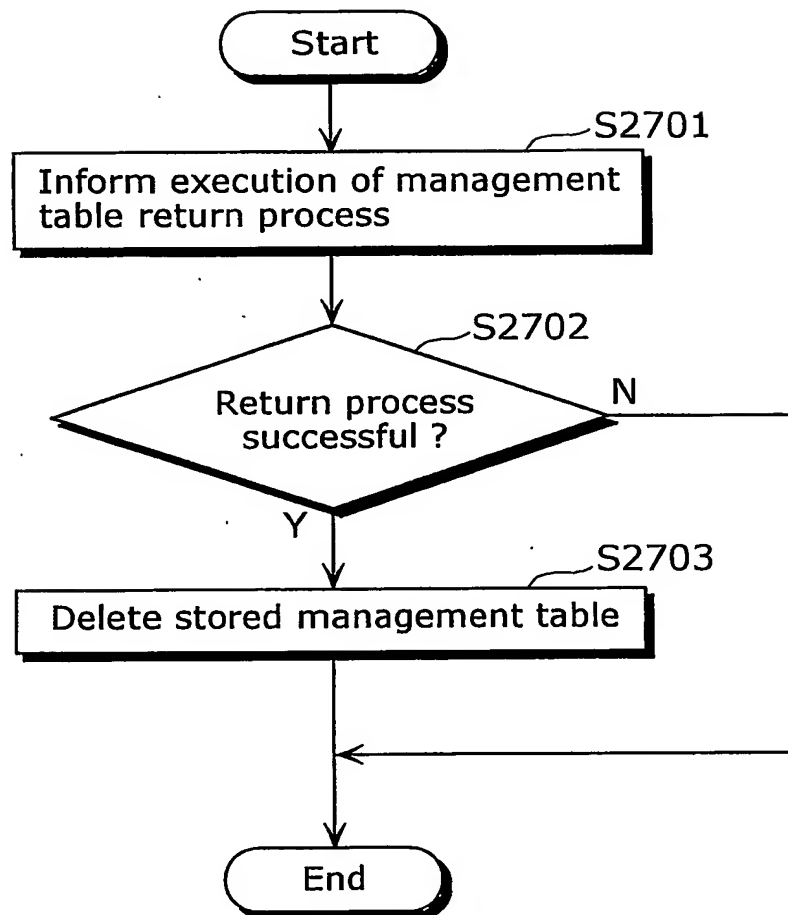 Start
S2701
Inform execution of management
table return process
S2702
Return process
successful ?
N
Y
S2703
Delete stored management table
End